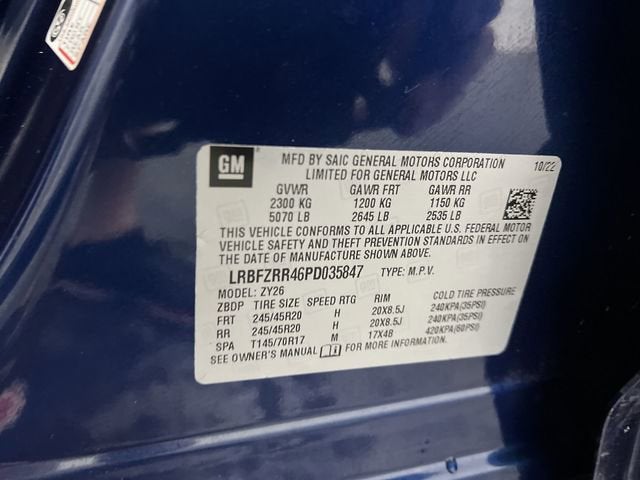 GM
MFD BY SAIC GENERAL MOTORS CORPORATION 10/22
LIMITED FOR GENERAL MOTORS LLC
GVWR GAWR FRT GAWR RR
2300 KG 1200 KG 1150 KG
5070 LB 2645 LB 2535 LB
THIS VEHICLE CONFORMS TO ALL APPLICABLE U.S. FEDERAL MOTOR
VEHICLE SAFETY AND THEFT PREVENTION STANDARDS IN EFFECT ON
THE DATE OF MANUFACTURE SHOWN ABOVE.
LRBFZRR46PD035847 TYPE: M.P.V.
MODEL: ZY26
ZBDP TIRE SIZE SPEED RTG RIM COLD TIRE PRESSURE
FRT 245/45R20 H 20X8.5J 240KPA(35PSI)
RR 245/45R20 H 20X8.5J 240KPA(35PSI)
SPA T145/70R17 M 17X4B 420KPA(60PSI)
SEE OWNER'S MANUAL FOR MORE INFORMATION.